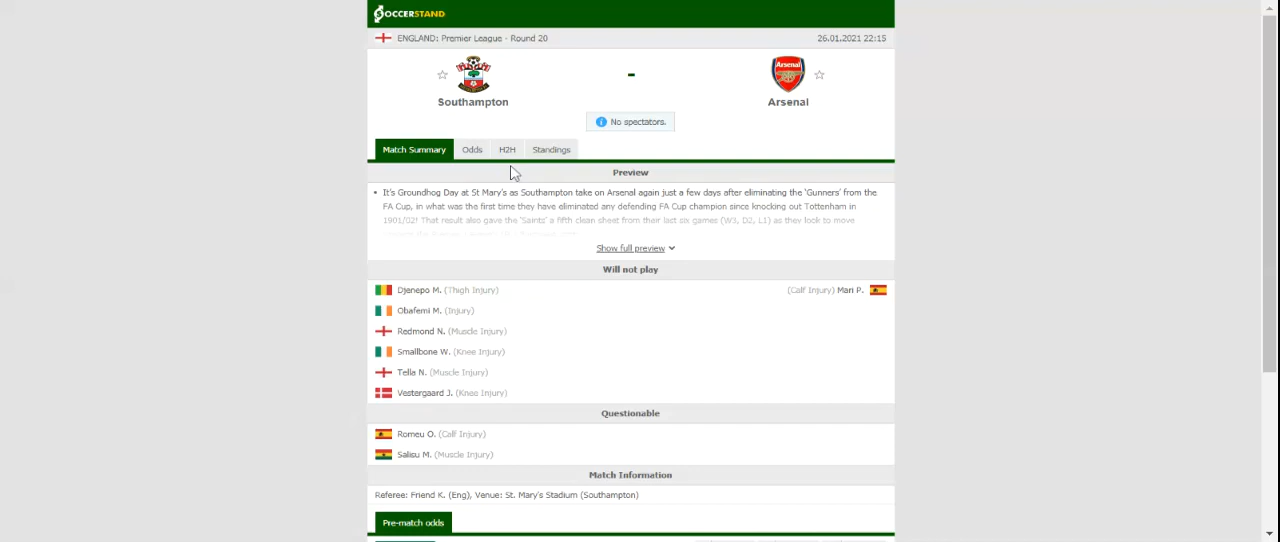 SOCCERSTAND
ENGLAND: Premier League - Round 20
26.01.2021 22:15
Arsenal
-
Southampton
Arsenal
No spectators.
Match Summary
Odds
H2H
Standings
Preview
It's Groundhog Day at St Mary's as Southampton take on Arsenal again just a few days after eliminating the 'Gunners' from the
FA Cup, in what was the first time they have eliminated any defending FA Cup champion since knocking out Tottenham in
1901/02! That result also gave the 'Saints' a fifth clean sheet from their last six games (W3, D2, L1) as they look to move
Show full preview
Will not play
Djenepo M. (Thigh Injury)
(Calf Injury) Mari P.
Obafemi M. (Injury)
Redmond N. (Muscle Injury)
Smallbone W. (Knee Injury)
Tella N. (Muscle Injury)
Vestergaard J. (Knee Injury)
Questionable
Romeu O. (Calf Injury)
Salisu M. (Muscle Injury)
Match Information
Referee: Friend K. (Eng), Venue: St. Mary's Stadium (Southampton)
Pre-match odds